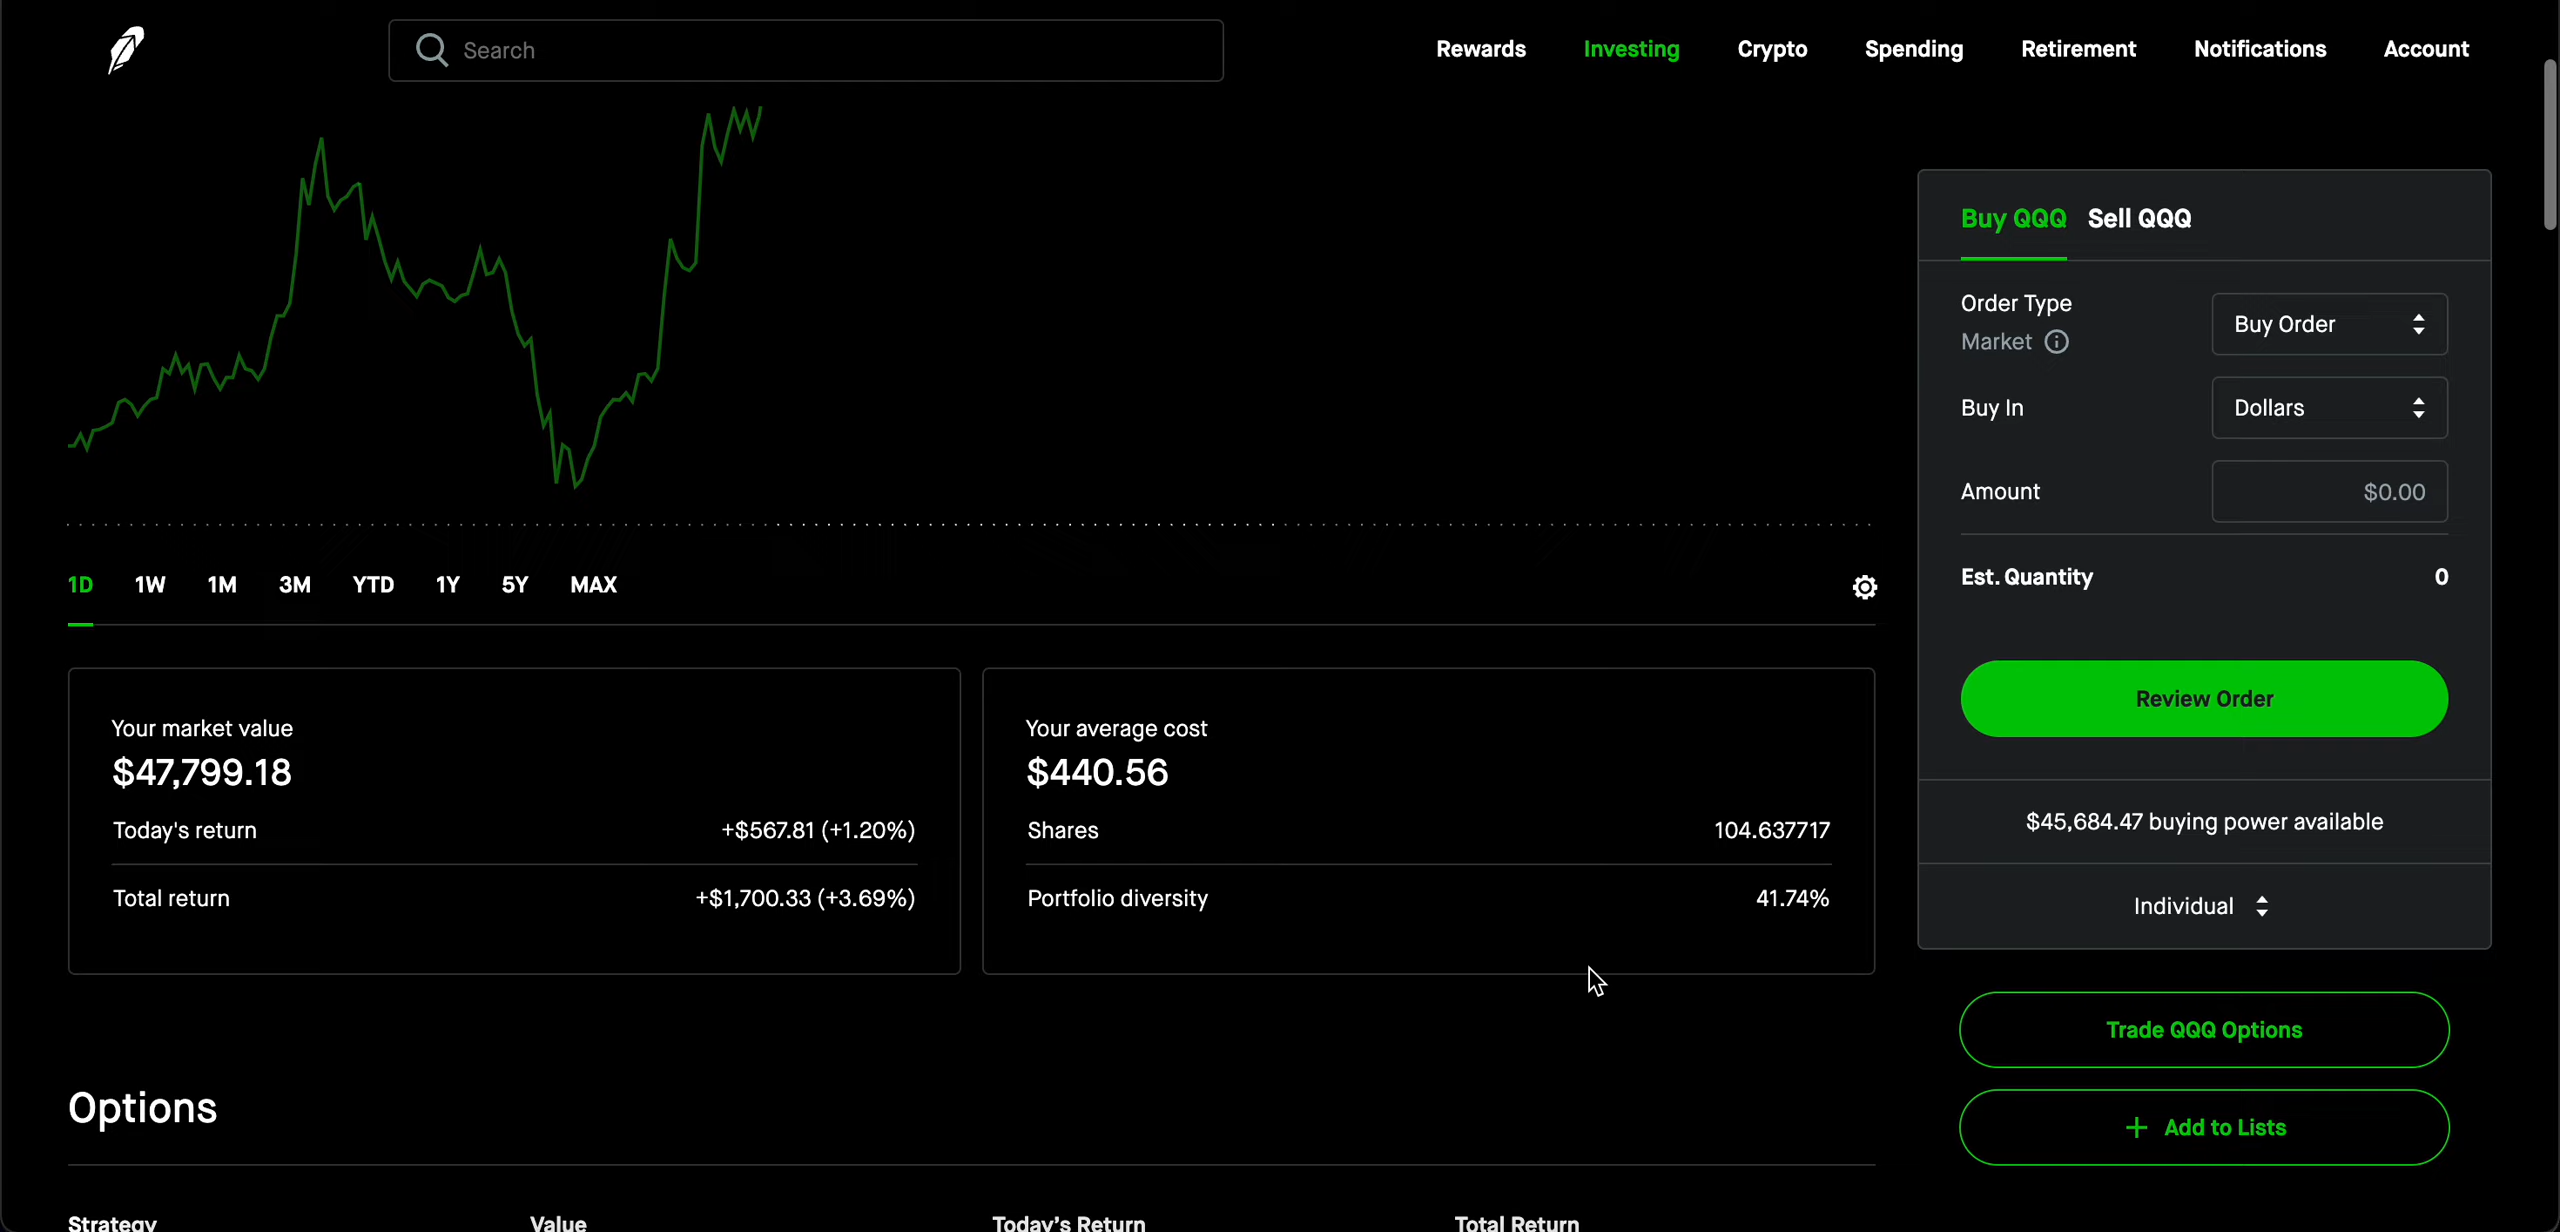 Search
Rewards
Investing
Crypto
Spending
Retirement
Notifications
Account
1D 1W 1M 3M YTD 1Y 5Y MAX
Your market value
$47,799.18
Today's return +$567.81 (+1.20%)
Total return +$1,700.33 (+3.69%)
Your average cost
$440.56
Shares 104.637717
Portfolio diversity 41.74%
Options
Strategy Value Today's Return Total Return
Buy QQQ Sell QQQ
Order Type
Market
Buy Order
Buy In Dollars
Amount $0.00
Est. Quantity 0
Review Order
$45,684.47 buying power available
Individual
Trade QQQ Options
+ Add to Lists